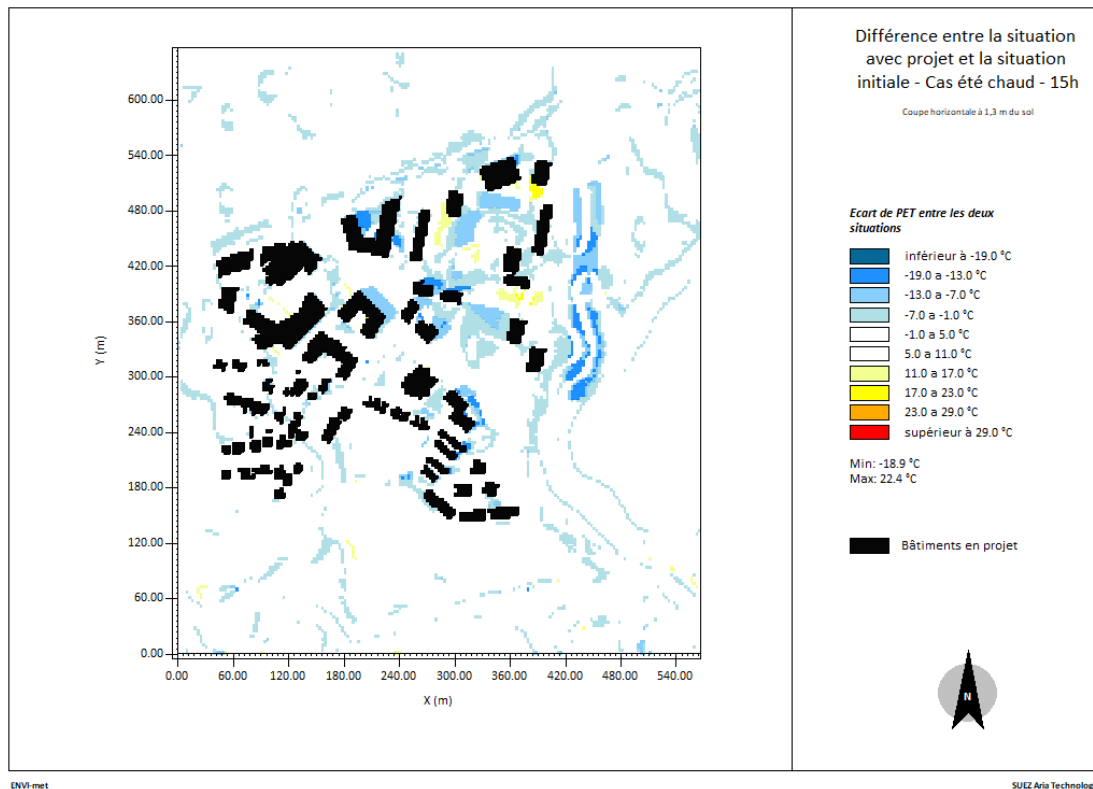 Différence entre la situation
avec projet et la situation
initiale - Cas été chaud - 15h
Coupe horizontale à 1,3 m du sol
600.00
540.00
480.00
420.00
360.00
300.00
240.00
180.00
120.00
60.00
0.00
Y (m)
0.00 60.00 120.00 180.00 240.00 300.00 360.00 420.00 480.00 540.00
X (m)
Ecart de PET entre les deux
situations
inférieur à -19.0 °C
-19.0 a -13.0 °C
-13.0 a -7.0 °C
-7.0 a -1.0 °C
-1.0 a 5.0 °C
5.0 a 11.0 °C
11.0 a 17.0 °C
17.0 a 23.0 °C
23.0 a 29.0 °C
supérieur à 29.0 °C
Min: -18.9 °C
Max: 22.4 °C
Bâtiments en projet
N
ENVI-met
SUEZ Aria Technolog